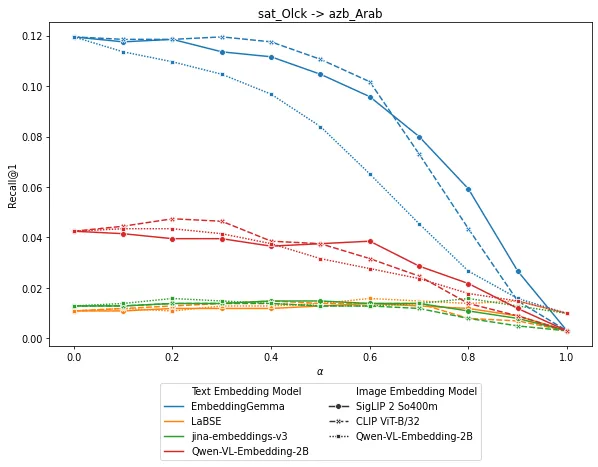 sat_Olck -> azb_Arab
0.12
0.10
0.08
0.06
0.04
0.02
0.00
Recall@1
0.0 0.2 0.4 0.6 0.8 1.0
α
Text Embedding Model
EmbeddingGemma
LaBSE
jina-embeddings-v3
Qwen-VL-Embedding-2B
Image Embedding Model
SigLIP 2 So400m
CLIP ViT-B/32
Qwen-VL-Embedding-2B